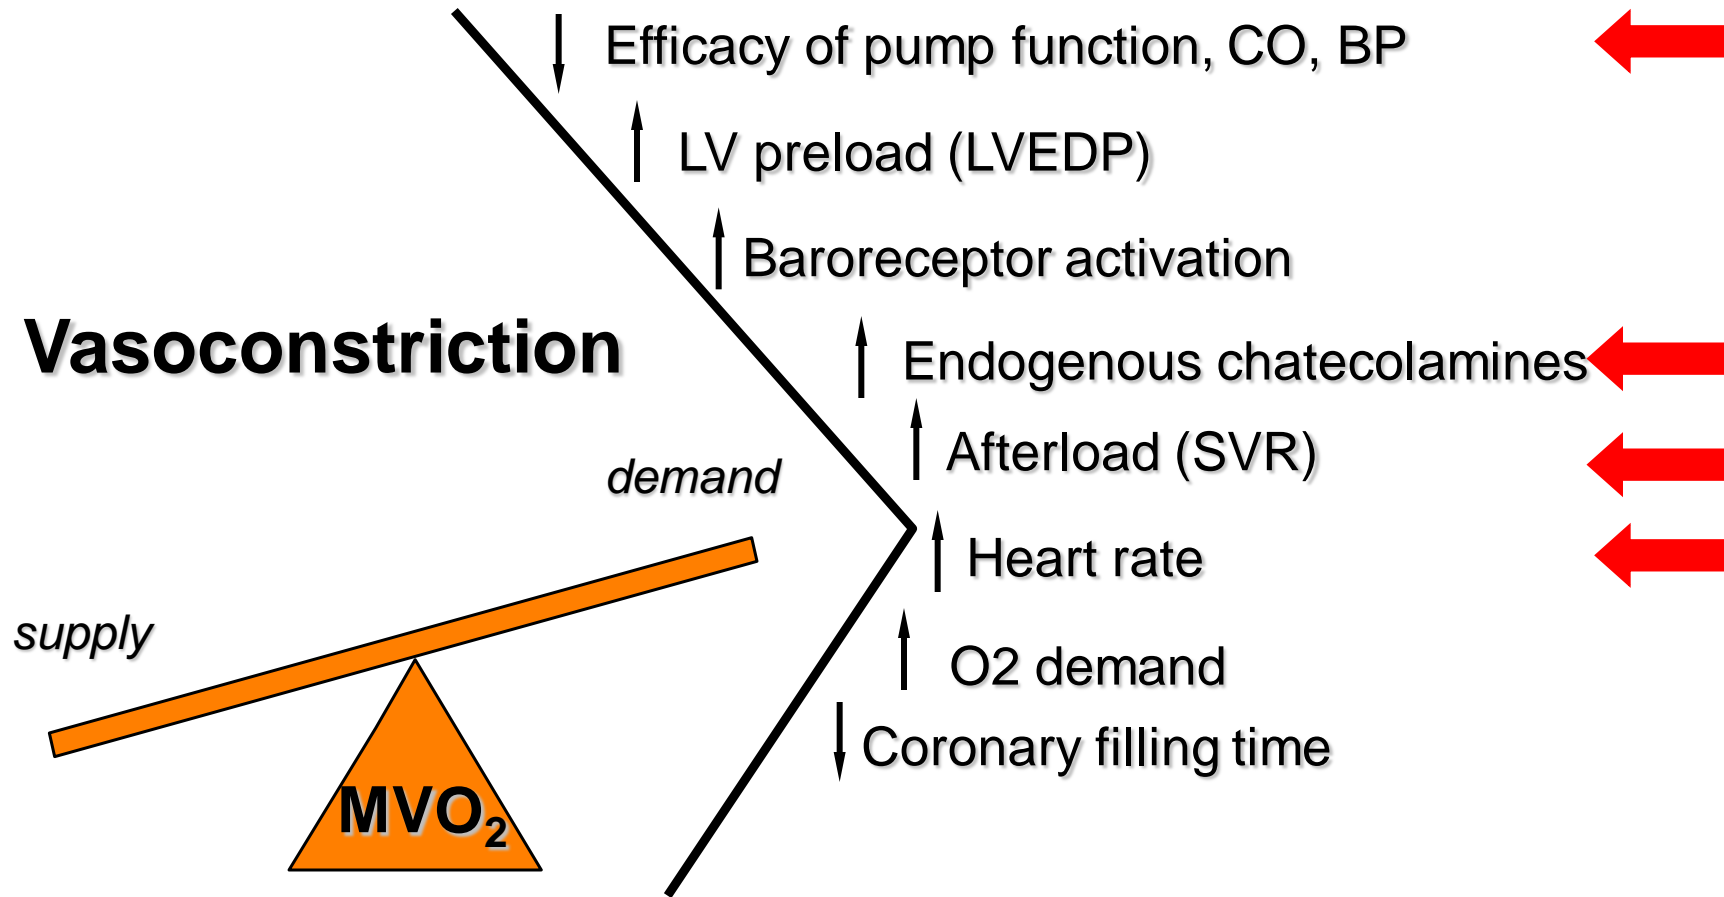 Efficacy of pump function, CO, BP
LV preload (LVEDP)
Baroreceptor activation
Vasoconstriction
Endogenous chatecolamines
Afterload (SVR)
demand
Heart rate
supply
O2 demand
Coronary filling time
MVO₂